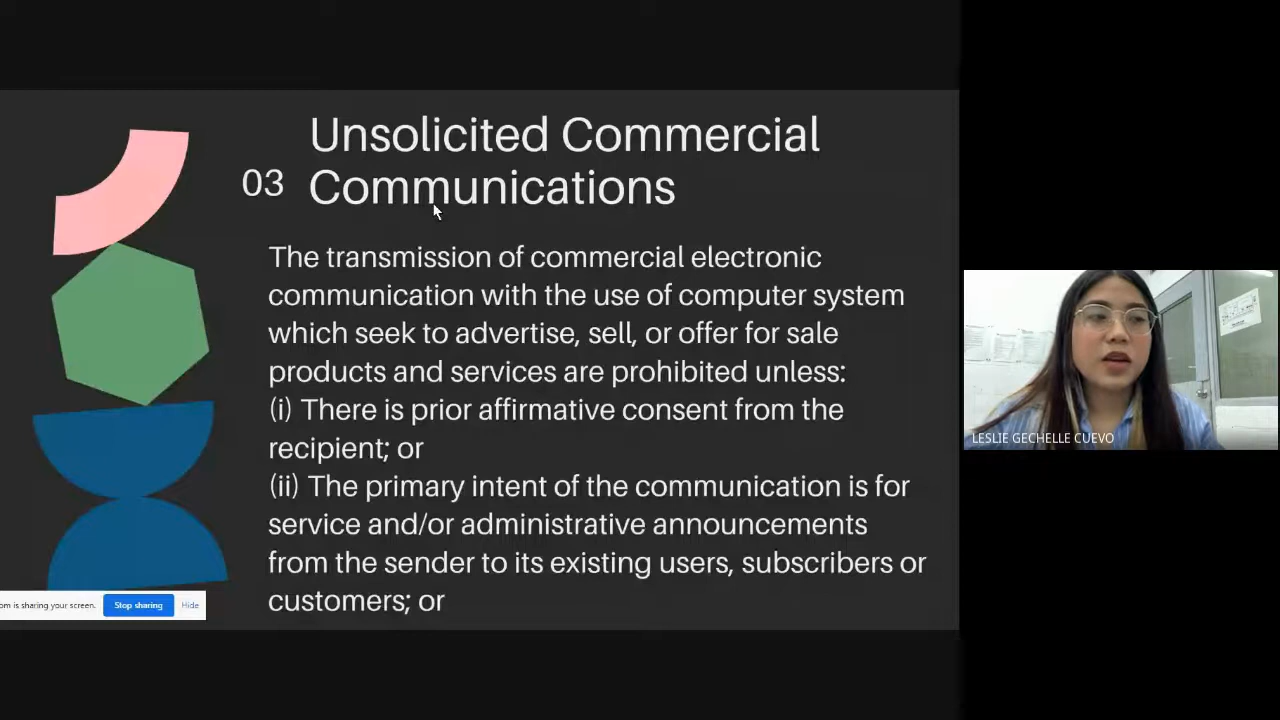 Unsolicited Commercial
03 Communications
The transmission of commercial electronic
communication with the use of computer system
which seek to advertise, sell, or offer for sale
products and services are prohibited unless:
(i) There is prior affirmative consent from the
recipient; or
(ii) The primary intent of the communication is for
service and/or administrative announcements
from the sender to its existing users, subscribers or
customers; or
om is sharing your screen. Stop sharing Hide
LESLIE GECHELLE CUEVO